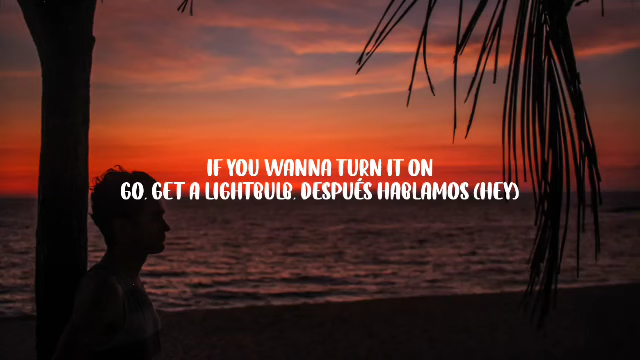 IF YOU WANNA TURN IT ON
GO, GET A LIGHTBULB, DESPUÉS HABLAMOS (HEY)